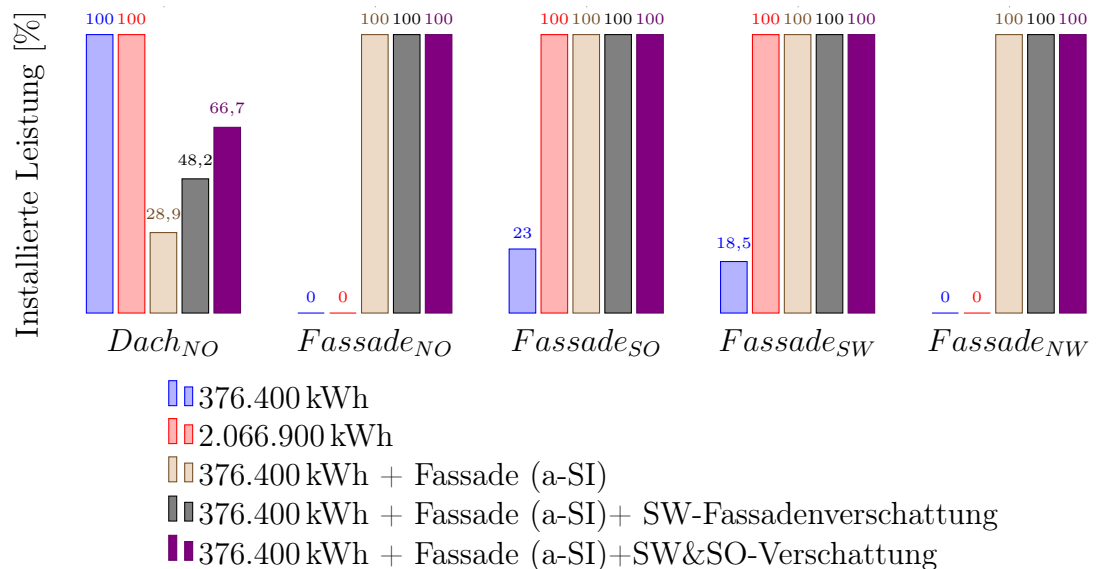 Installierte Leistung [%]
100 100 28,9 48,2 66,7
0 0 100 100 100
23 100 100 100 100
18,5 100 100 100 100
0 0 100 100 100
Dach_NO Fassade_NO Fassade_SO Fassade_SW Fassade_NW
376.400 kWh
2.066.900 kWh
376.400 kWh + Fassade (a-SI)
376.400 kWh + Fassade (a-SI)+ SW-Fassadenverschattung
376.400 kWh + Fassade (a-SI)+SW&SO-Verschattung